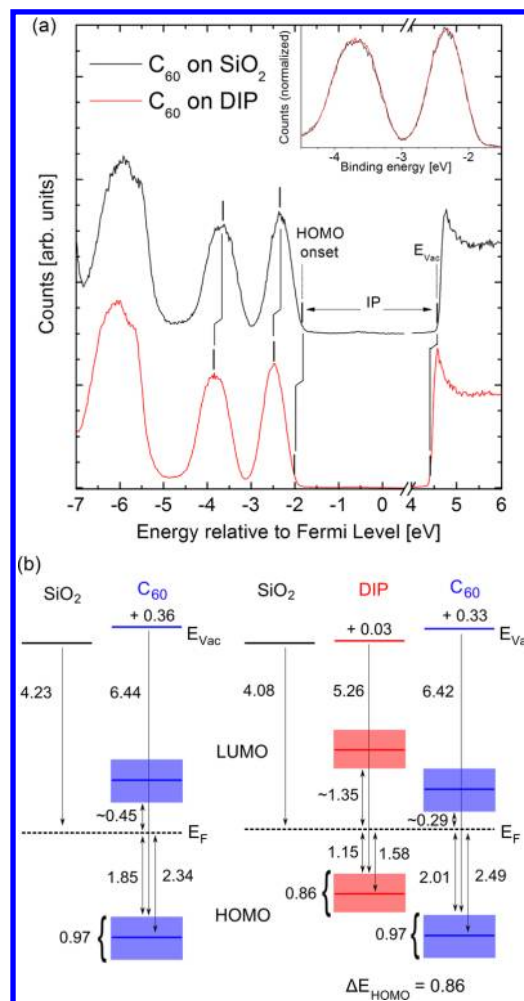 (a)
C60 on SiO2
C60 on DIP
Counts (normalized)
-4 -3 -2
Binding energy [eV]
HOMO
onset
EVac
IP
Counts [arb. units]
-7 -6 -5 -4 -3 -2 -1 0 4 5 6
Energy relative to Fermi Level [eV]
(b)
SiO2 C60 SiO2 DIP C60
+ 0.36 + 0.03 + 0.33
EVac EVa
4.23 6.44 4.08 5.26 6.42
LUMO
~0.45 ~1.35 ~0.29
EF EF
1.85 2.34 1.15 1.58 2.01 2.49
0.86
HOMO
0.97 0.97
ΔEHOMO = 0.86